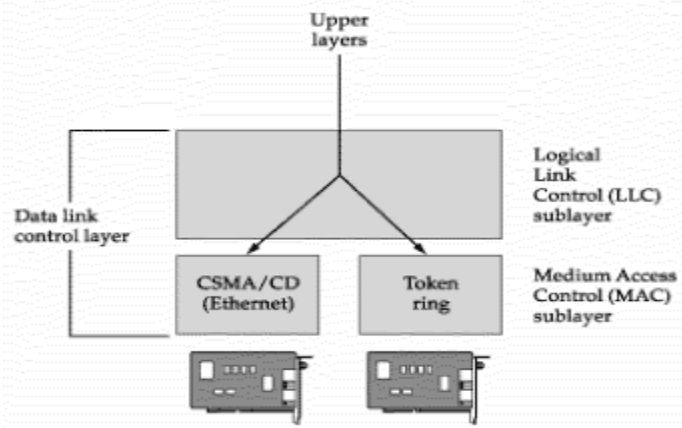 Upper
layers
Logical
Link
Control (LLC)
sublayer
Data link
control layer
CSMA/CD
(Ethernet)
Token
ring
Medium Access
Control (MAC)
sublayer